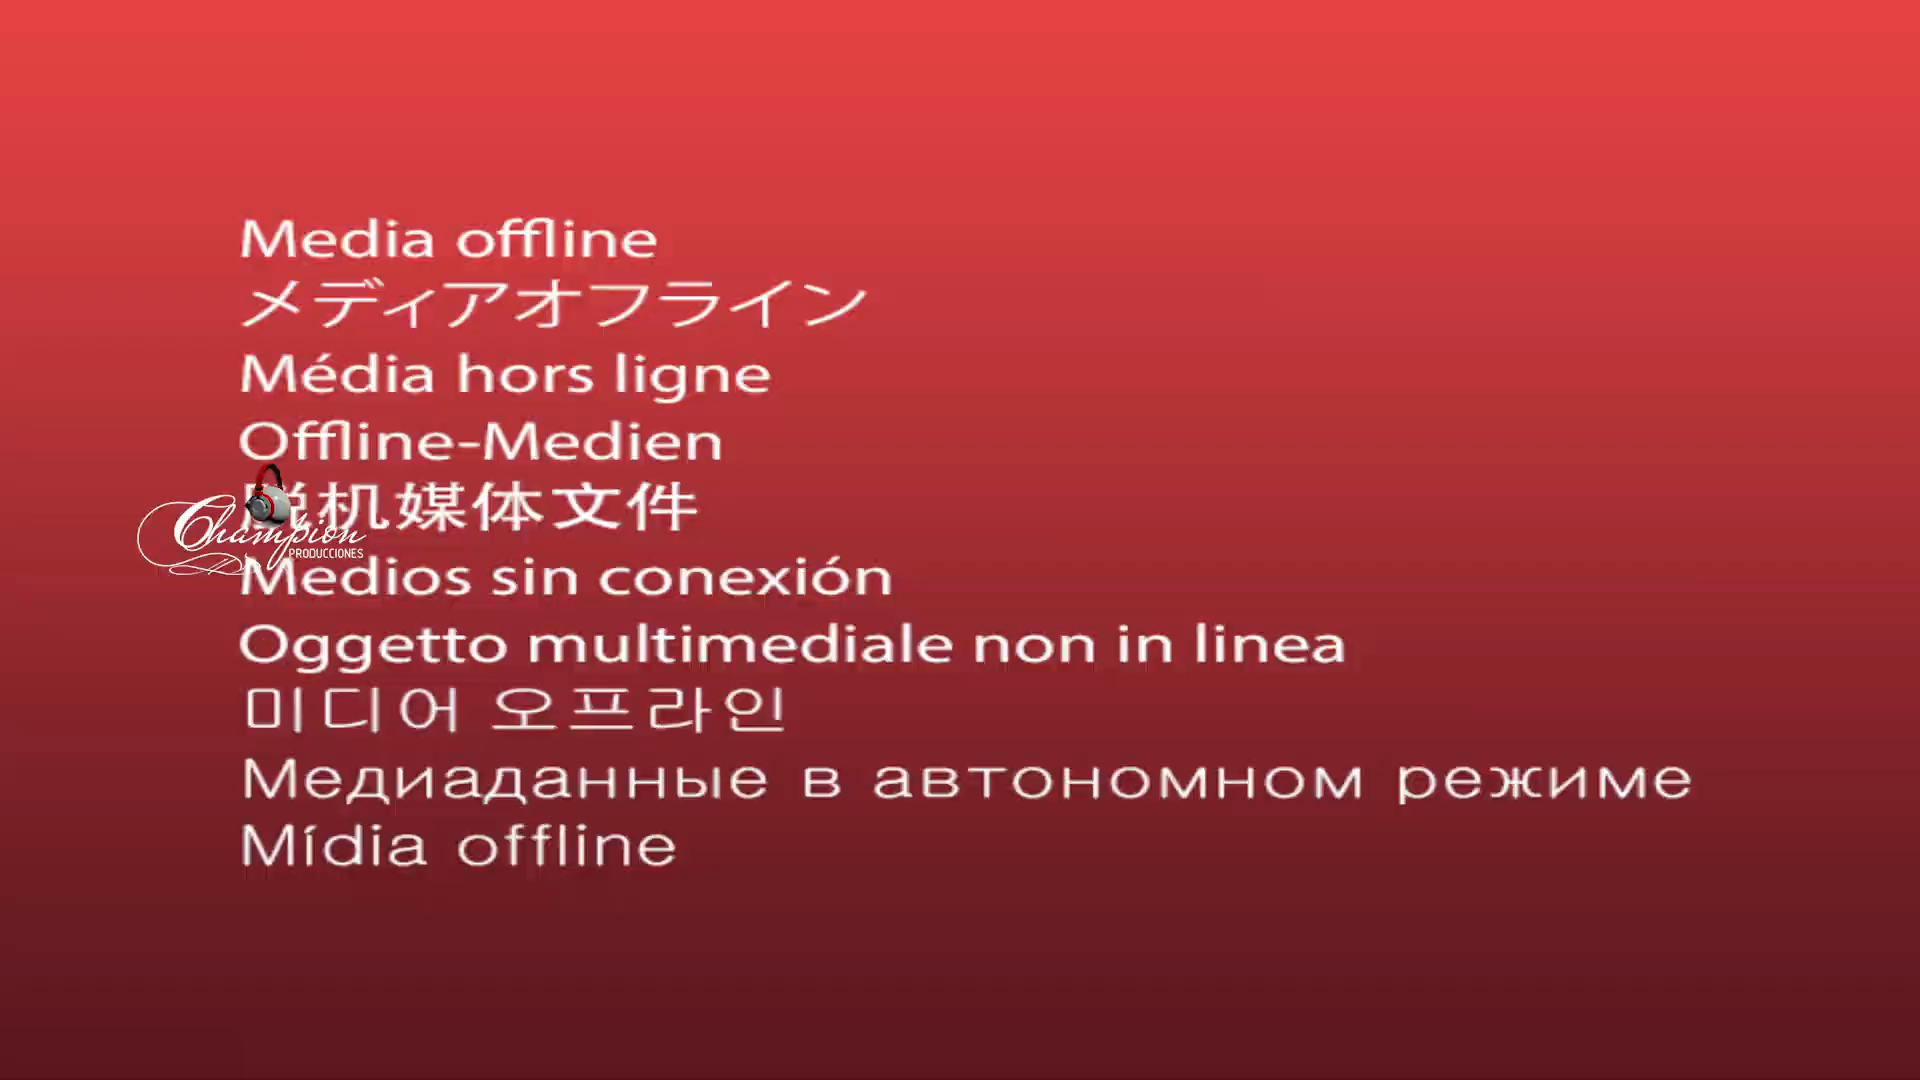 Media offline
メディアオフライン
Média hors ligne
Offline-Medien
脱机媒体文件
Champion
PRODUCCIONES
Medios sin conexión
Oggetto multimediale non in linea
미디어 오프라인
Медиаданные в автономном режиме
Mídia offline